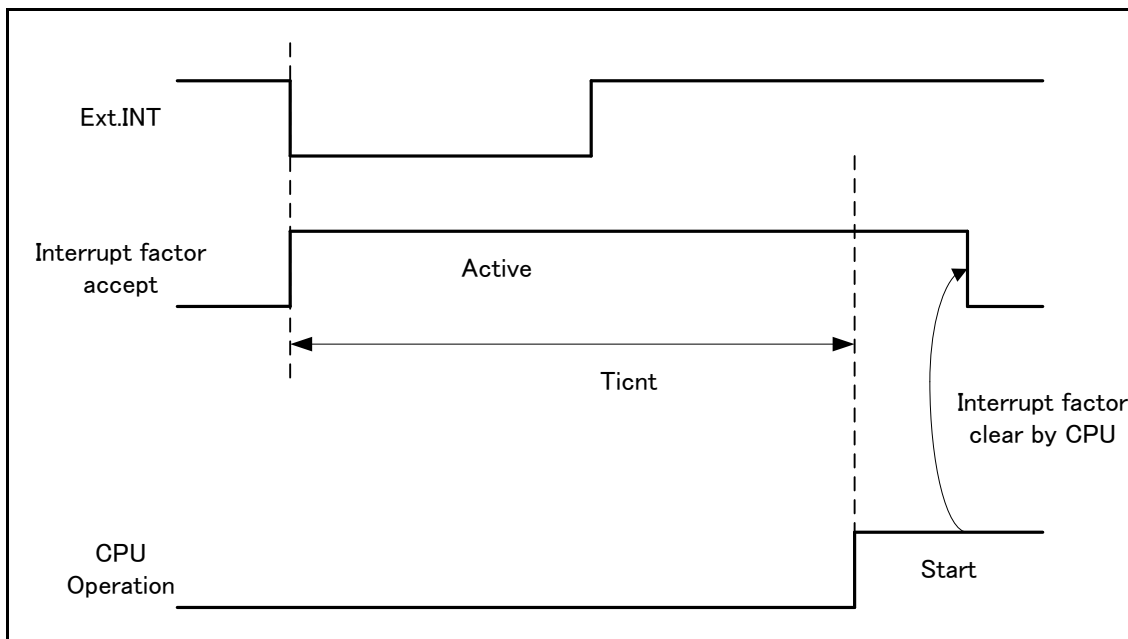 Ext.INT
Interrupt factor
accept
Active
Ticnt
Interrupt factor
clear by CPU
CPU
Operation
Start